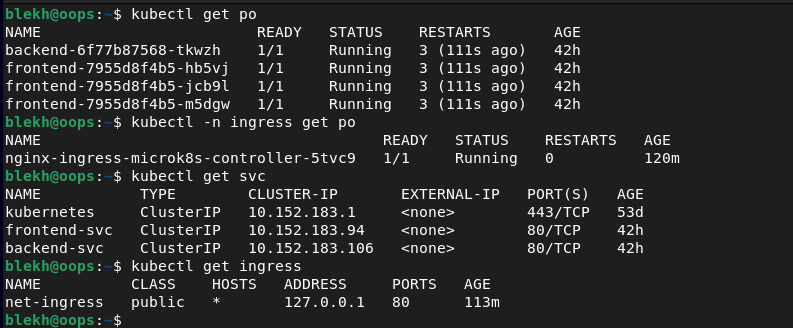 blekh@oops:~$ kubectl get po
NAME                        READY   STATUS    RESTARTS       AGE
backend-6f77b87568-tkwzh    1/1     Running   3 (111s ago)   42h
frontend-7955d8f4b5-hb5vj   1/1     Running   3 (111s ago)   42h
frontend-7955d8f4b5-jcb9l   1/1     Running   3 (111s ago)   42h
frontend-7955d8f4b5-m5dgw   1/1     Running   3 (111s ago)   42h
blekh@oops:~$ kubectl -n ingress get po
NAME                                      READY   STATUS    RESTARTS   AGE
nginx-ingress-microk8s-controller-5tvc9   1/1     Running   0          120m
blekh@oops:~$ kubectl get svc
NAME           TYPE        CLUSTER-IP       EXTERNAL-IP   PORT(S)   AGE
kubernetes     ClusterIP   10.152.183.1     <none>        443/TCP   53d
frontend-svc   ClusterIP   10.152.183.94    <none>        80/TCP    42h
backend-svc    ClusterIP   10.152.183.106   <none>        80/TCP    42h
blekh@oops:~$ kubectl get ingress
NAME          CLASS    HOSTS   ADDRESS     PORTS   AGE
net-ingress   public   *       127.0.0.1   80      113m
blekh@oops:~$